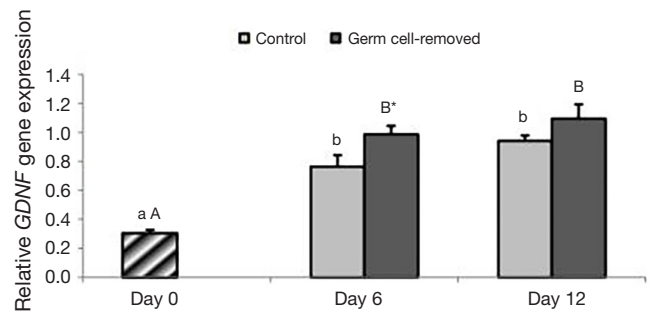 Control Germ cell-removed
Relative GDNF gene expression
1.4
1.2
1.0
0.8
0.6
0.4
0.2
0.0
a A
b
B*
b
B
Day 0 Day 6 Day 12